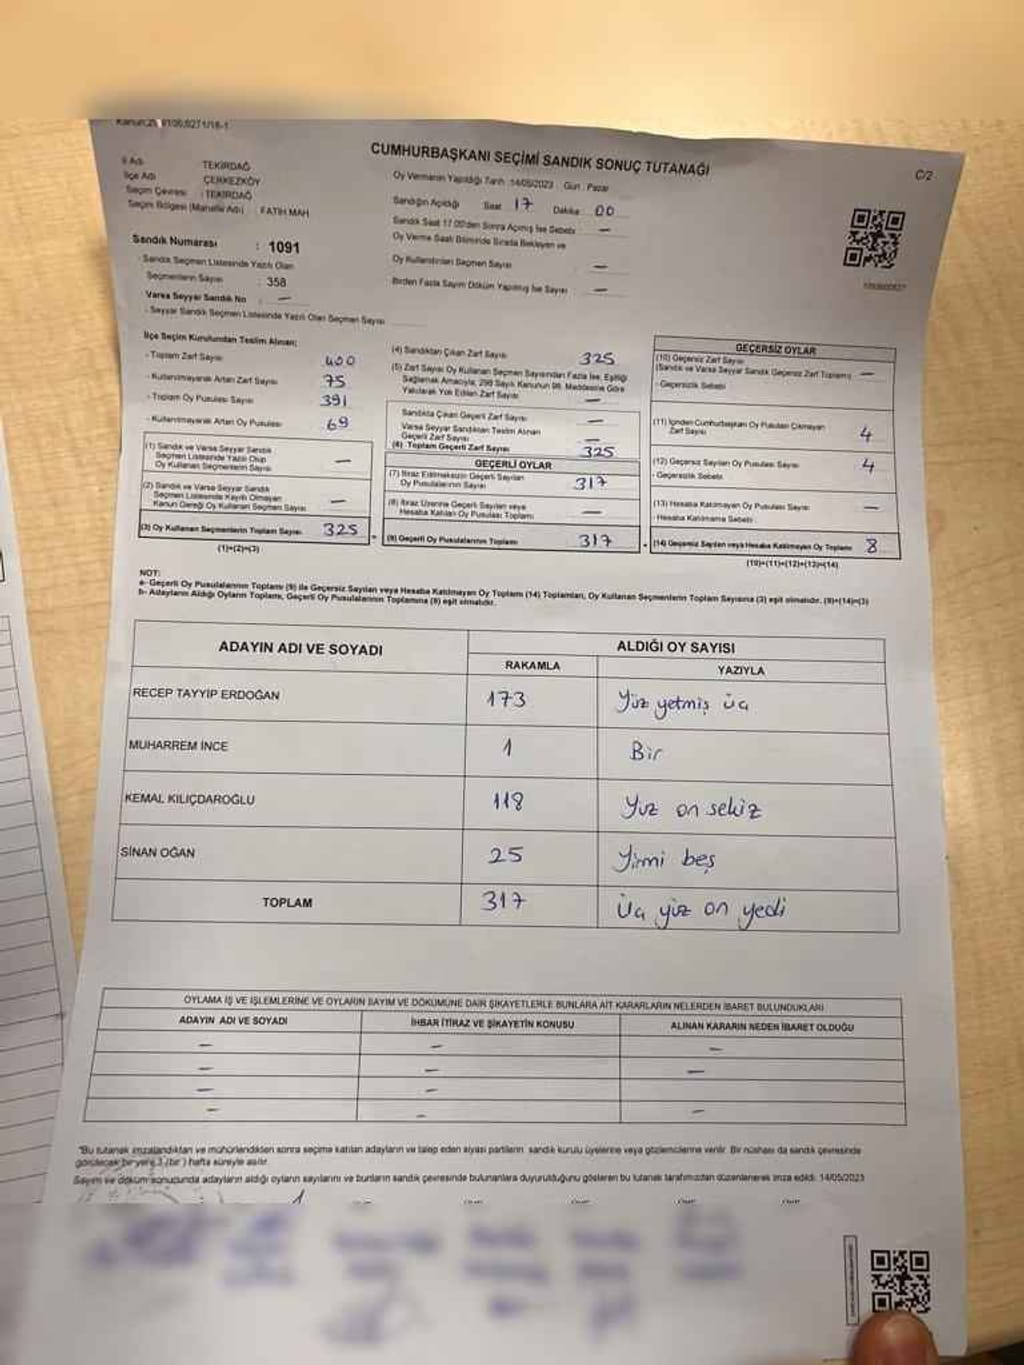 CUMHURBAŞKANI SEÇİMİ SANDIK SONUÇ TUTANAĞI
C/2
İl Adı TEKİRDAĞ
İlçe Adı ÇERKEZKÖY
Seçim Çevresi : TEKİRDAĞ
Seçim Bölgesi (Mahalle Adı) : FATİH MAH
Sandık Numarası : 1091
Sandık Seçmen Listesinde Yazılı Olan
Seçmenlerin Sayısı : 358
Varsa Seyyar Sandık No : —
- Seyyar Sandık Seçmen Listesinde Yazılı Olan Seçmen Sayısı
Oy Vermenin Yapıldığı Tarih : 14/05/2023 Gün : Pazar
Sandığın Açıldığı Saat 17 Dakika 00
Sandık Saat 17.00'den Sonra Açılmış İse Sebebi —
Oy Verme Saati Bitiminde Sırada Bekleyen ve
Oy Kullandırılan Seçmen Sayısı : —
Birden Fazla Sayım Döküm Yapılmış İse Sayısı : —
İlçe Seçim Kurulundan Teslim Alınan;
- Toplam Zarf Sayısı 400
- Kullanılmayarak Artan Zarf Sayısı 75
- Toplam Oy Pusulası Sayısı 391
- Kullanılmayarak Artan Oy Pusulası 69
(1) Sandık ve Varsa Seyyar Sandık
Seçmen Listesinde Yazılı Olup
Oy Kullanan Seçmenlerin Sayısı —
(2) Sandık ve Varsa Seyyar Sandık
Seçmen Listesinde Kayıtlı Olmayan
Kanun Gereği Oy Kullanan Seçmen Sayısı —
(3) Oy Kullanan Seçmenlerin Toplam Sayısı 325
(1)+(2)=(3)
(4) Sandıktan Çıkan Zarf Sayısı 325
(5) Zarf Sayısı Oy Kullanan Seçmen Sayısından Fazla İse, Eşitliği
Sağlamak Amacıyla, 298 Sayılı Kanunun 98. Maddesine Göre
Yakılarak Yok Edilen Zarf Sayısı —
Sandıkta Çıkan Geçerli Zarf Sayısı —
Varsa Seyyar Sandıktan Teslim Alınan
Geçerli Zarf Sayısı —
(6) Toplam Geçerli Zarf Sayısı 325
GEÇERLİ OYLAR
(7) İtiraz Edilmeksizin Geçerli Sayılan
Oy Pusulasının Sayısı 317
(8) İtiraz Üzerine Geçerli Sayılan veya
Hesaba Katılan Oy Pusulası Toplamı —
(9) Geçerli Oy Pusulalarının Toplamı 317
GEÇERSİZ OYLAR
(10) Geçersiz Zarf Sayısı
(Sandık ve Varsa Seyyar Sandık Geçersiz Zarf Toplamı) —
- Geçersizlik Sebebi
(11) İçinden Cumhurbaşkanı Oy Pusulası Çıkmayan
Zarf Sayısı 4
(12) Geçersiz Sayılan Oy Pusulası Sayısı 4
- Geçersizlik Sebebi
(13) Hesaba Katılmayan Oy Pusulası Sayısı —
- Hesaba Katılmama Sebebi
(14) Geçersiz Sayılan veya Hesaba Katılmayan Oy Toplamı 8
(10)+(11)+(12)+(13)=(14)
NOT:
a- Geçerli Oy Pusulalarının Toplamı (9) ile Geçersiz Sayılan veya Hesaba Katılmayan Oy Toplamı (14) Toplamları, Oy Kullanan Seçmenlerin Toplam Sayısına (3) eşit olmalıdır. (9)+(14)=(3)
b- Adayların Aldığı Oyların Toplamı, Geçerli Oy Pusulalarının Toplamına (9) eşit olmalıdır.
ADAYIN ADI VE SOYADI ALDIĞI OY SAYISI
RAKAMLA YAZIYLA
RECEP TAYYİP ERDOĞAN 173 Yüz yetmiş üç
MUHARREM İNCE 1 Bir
KEMAL KILIÇDAROĞLU 118 Yüz on sekiz
SİNAN OĞAN 25 Yirmi beş
TOPLAM 317 Üç yüz on yedi
OYLAMA İŞ VE İŞLEMLERİNE VE OYLARIN SAYIM VE DÖKÜMÜNE DAİR ŞİKAYETLERLE BUNLARA AİT KARARLARIN NELERDEN İBARET BULUNDUKLARI
ADAYIN ADI VE SOYADI İHBAR İTİRAZ VE ŞİKAYETİN KONUSU ALINAN KARARIN NEDEN İBARET OLDUĞU
— — —
— — —
— —
— — —
*Bu tutanak imzalandıktan ve mühürlendikten sonra seçime katılan adayların ve talep eden siyasi partilerin sandık kurulu üyelerine veya gözlemcilerine verilir. Bir nüshası da sandık çevresinde
görülecek bir yere 3 (bir) hafta süreyle asılır.
Sayım ve döküm sonucunda adayların aldığı oyların sayılarını ve bunların sandık çevresinde bulunanlara duyurulduğunu gösteren bu tutanak tarafımızdan düzenlenerek imza edildi. 14/05/2023